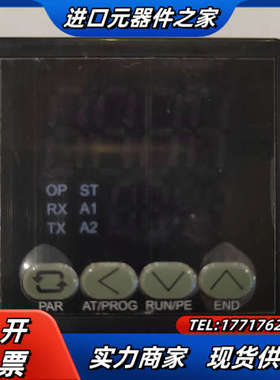 进口元器件之家
OP ST
RX A1
TX A2
PAR AT/PROG RUN/PE END
开
票
TEL:1771762
实力商家 现货供